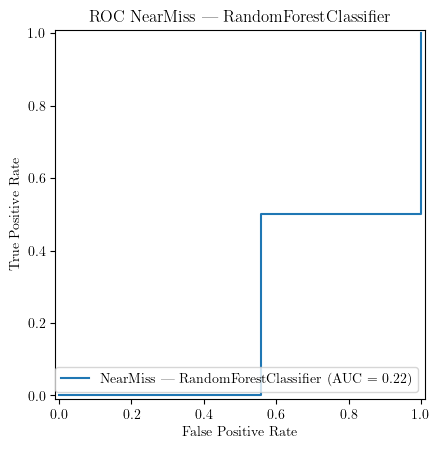 ROC NearMiss — RandomForestClassifier
True Positive Rate
1.0
0.8
0.6
0.4
0.2
0.0
NearMiss — RandomForestClassifier (AUC = 0.22)
0.0 0.2 0.4 0.6 0.8 1.0
False Positive Rate